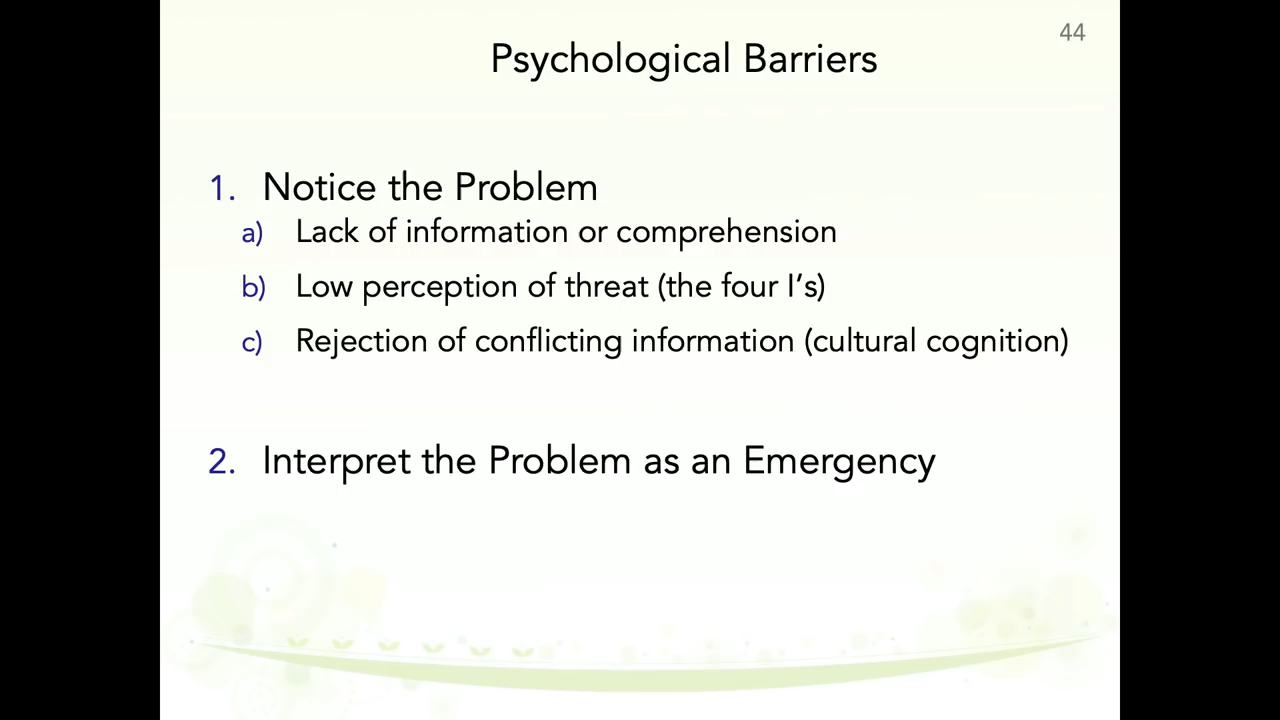 44
Psychological Barriers
1. Notice the Problem
a) Lack of information or comprehension
b) Low perception of threat (the four I’s)
c) Rejection of conflicting information (cultural cognition)
2. Interpret the Problem as an Emergency